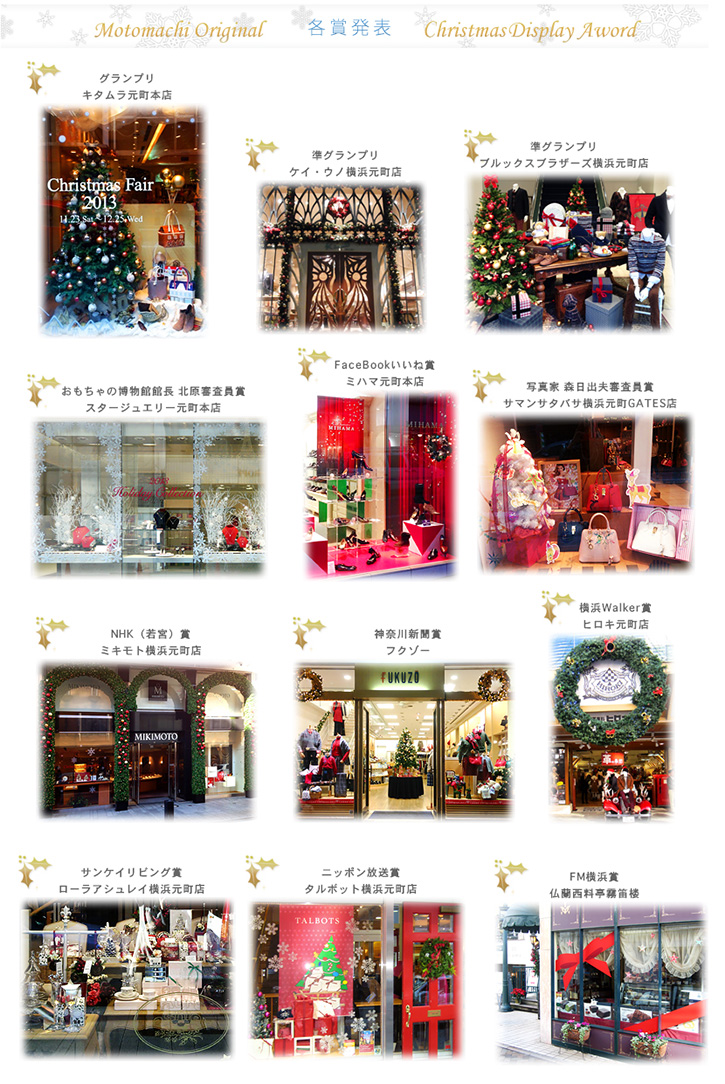 Motomachi Original 各賞発表 Christmas Display Aword
グランプリ
キタムラ元町本店
Christmas Fair
2013
11.23.Sat～12.25.Wed
準グランプリ
ケイ・ウノ横浜元町店
準グランプリ
ブルックスブラザーズ横浜元町店
おもちゃの博物館館長 北原審査員賞
スタージュエリー元町本店
2013
Holiday Collection
FaceBookいいね賞
ミハマ元町本店
MIHAMA
MIHAMA
写真家 森日出夫審査員賞
サマンサタバサ横浜元町GATES店
NHK（若宮）賞
ミキモト横浜元町店
M
MIKIMOTO
神奈川新聞賞
フクゾー
FUKUZO
横浜Walker賞
ヒロキ元町店
サンケイリビング賞
ローラアシュレイ横浜元町店
ニッポン放送賞
タルボット横浜元町店
TALBOTS
FM横浜賞
仏蘭西料亭霧笛楼